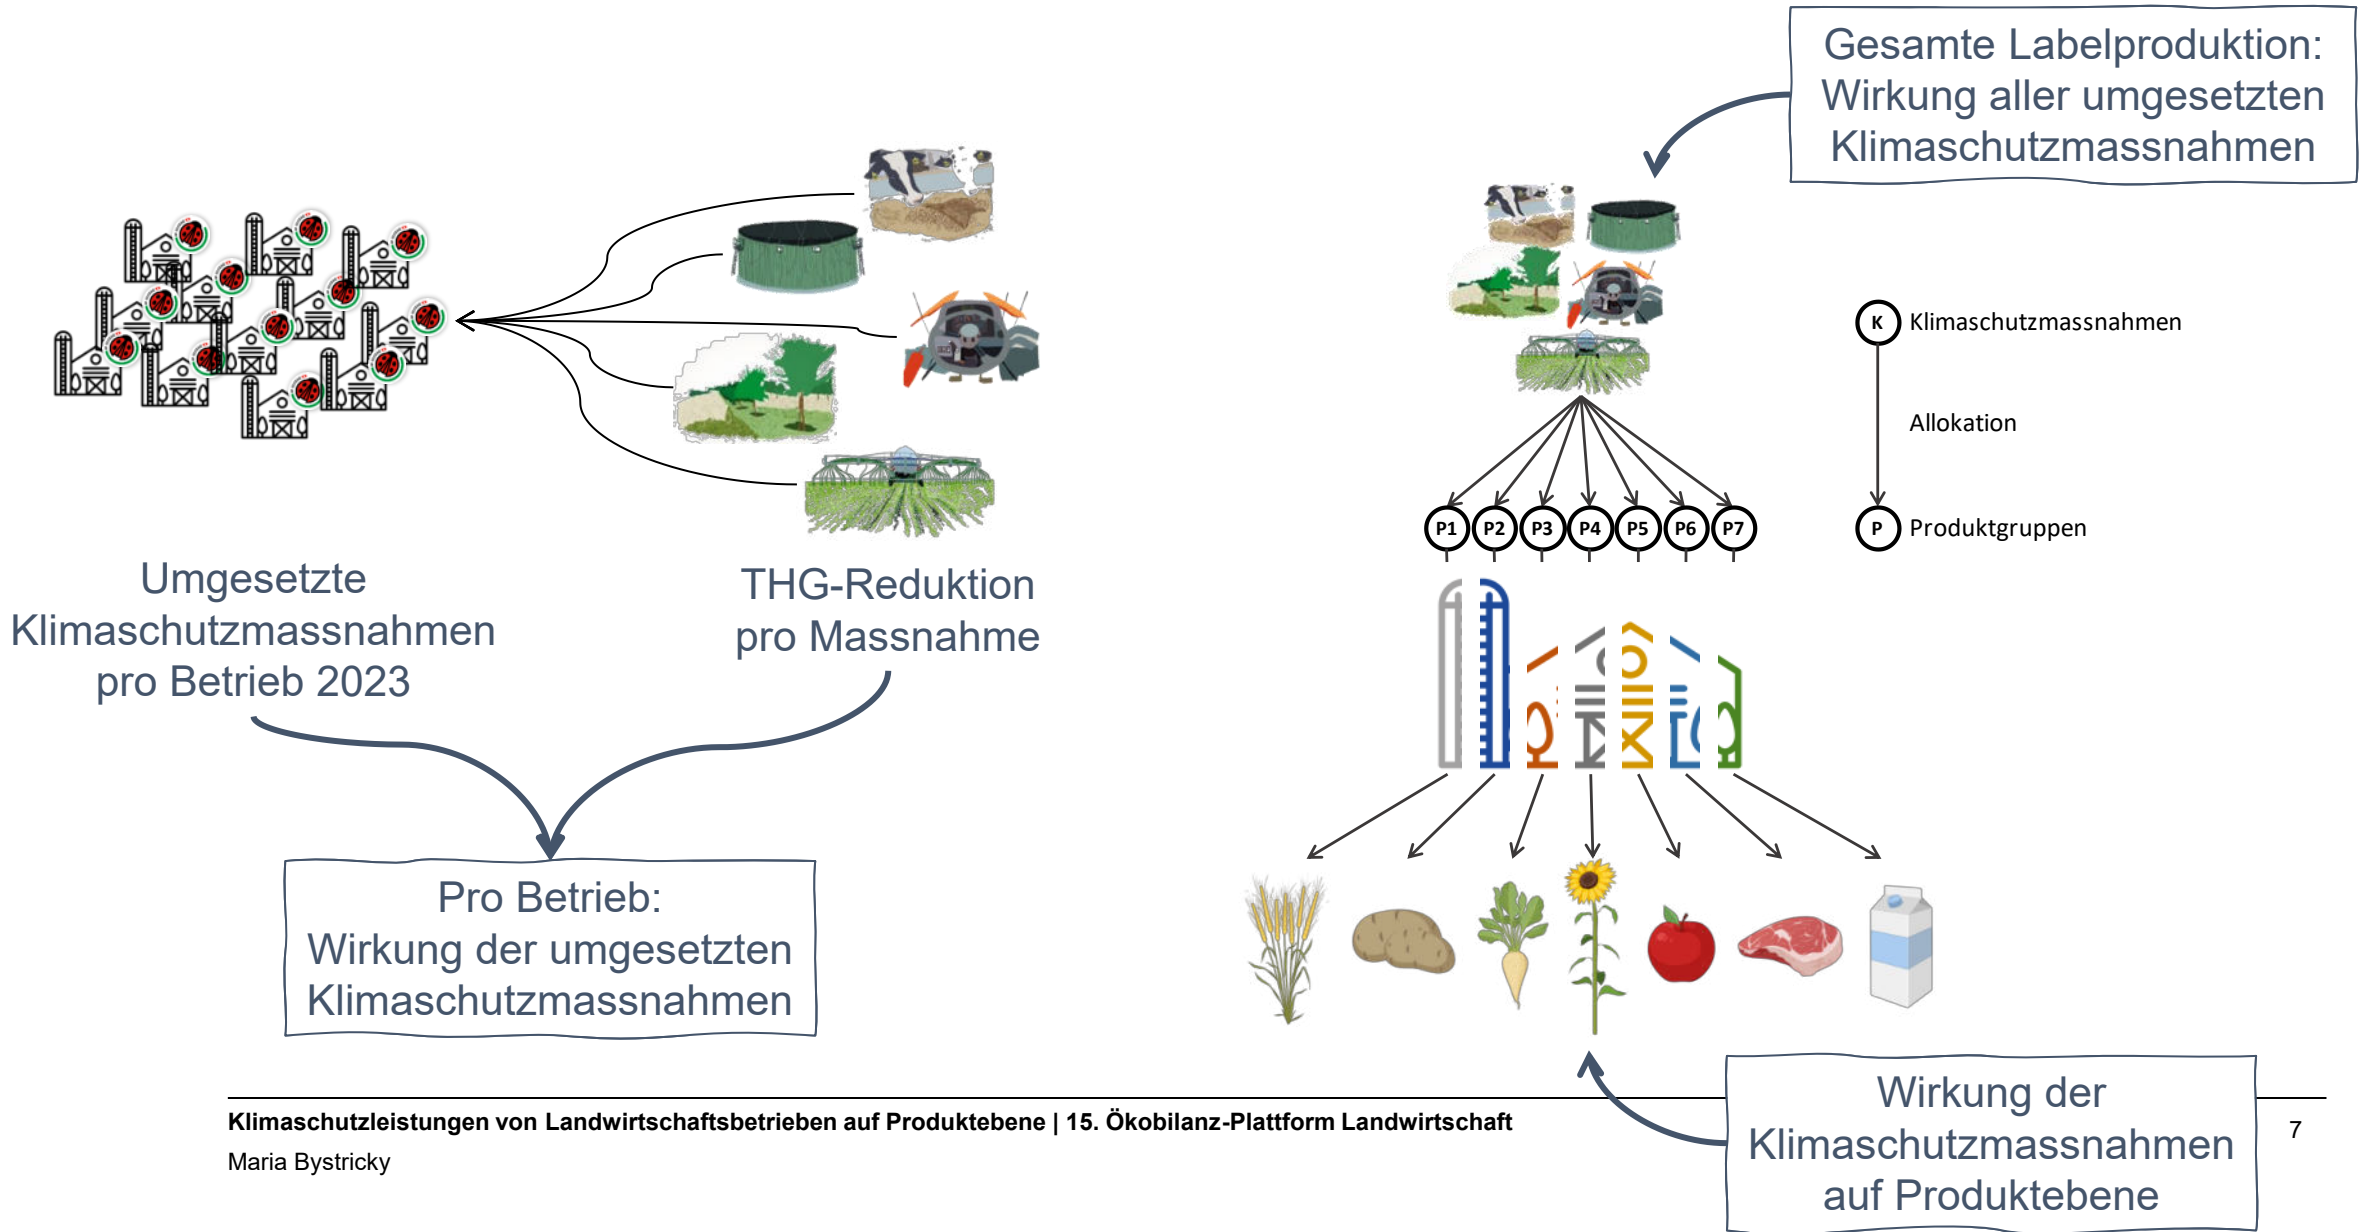 Gesamte Labelproduktion:
Wirkung aller umgesetzten
Klimaschutzmassnahmen
K Klimaschutzmassnahmen
Allokation
P Produktgruppen
P1 P2 P3 P4 P5 P6 P7
Umgesetzte
Klimaschutzmassnahmen
pro Betrieb 2023
THG-Reduktion
pro Massnahme
Pro Betrieb:
Wirkung der umgesetzten
Klimaschutzmassnahmen
Wirkung der
Klimaschutzmassnahmen
auf Produktebene
Klimaschutzleistungen von Landwirtschaftsbetrieben auf Produktebene | 15. Ökobilanz-Plattform Landwirtschaft
Maria Bystricky
7